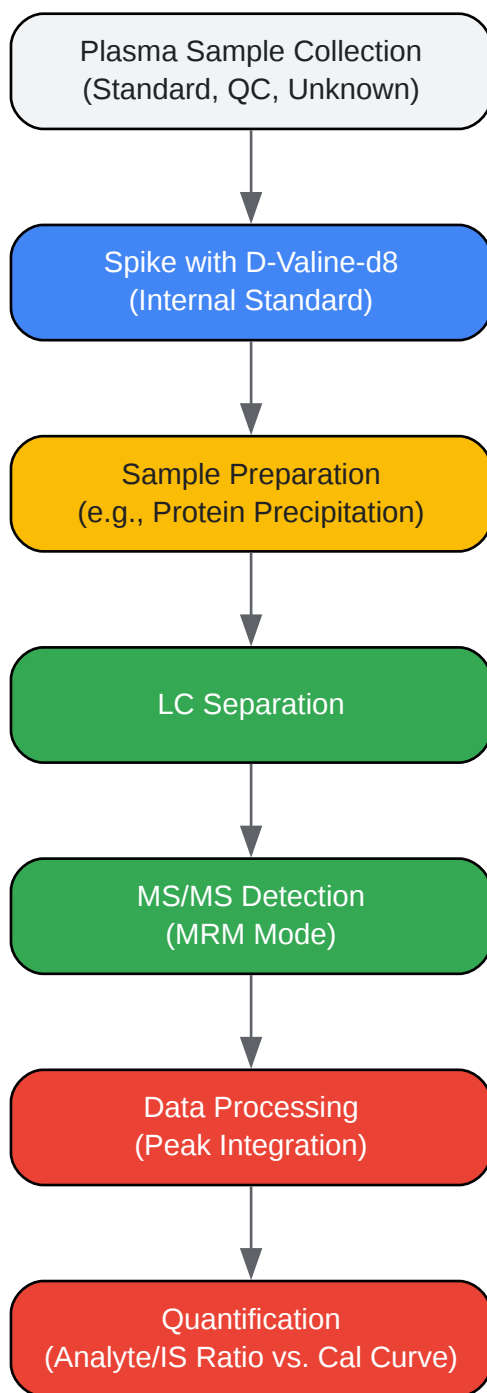 Plasma Sample Collection
(Standard, QC, Unknown)
Spike with D-Valine-d8
(Internal Standard)
Sample Preparation
(e.g., Protein Precipitation)
LC Separation
MS/MS Detection
(MRM Mode)
Data Processing
(Peak Integration)
Quantification
(Analyte/IS Ratio vs. Cal Curve)